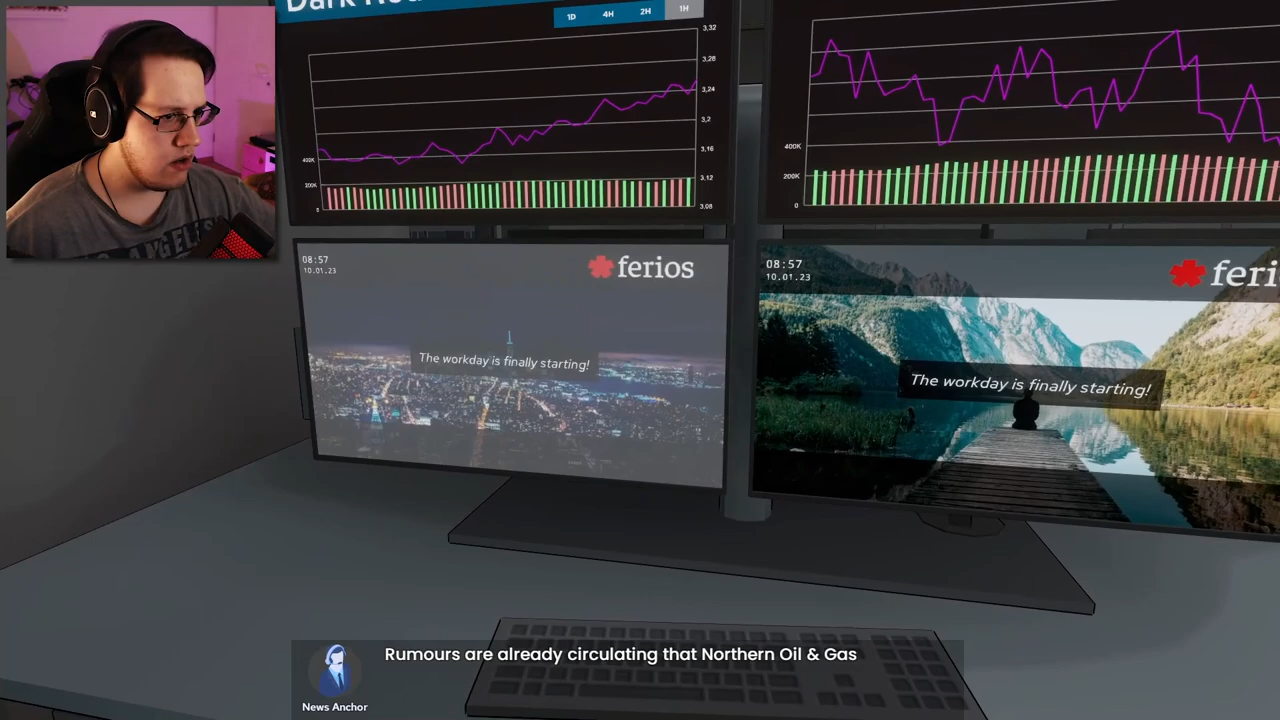 Dark
1D 4H 2H 1H
3,32
3,28
3,24
3,2
3,16
3,12
3,08
400K
200K
0
400K
200K
0
08:57
10.01.23
ferios
The workday is finally starting!
08:57
10.01.23
The workday is finally starting!
Rumours are already circulating that Northern Oil & Gas
News Anchor